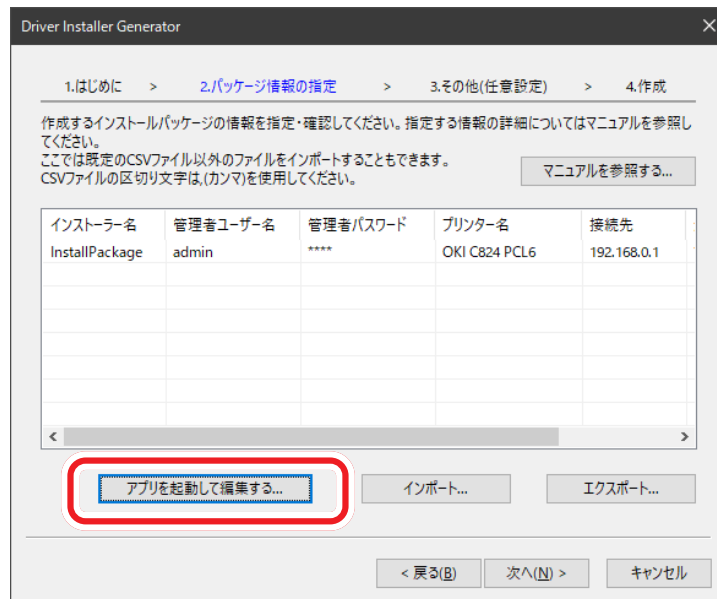 Driver Installer Generator
1.はじめに > 2.パッケージ情報の指定 > 3.その他(任意設定) > 4.作成
作成するインストールパッケージの情報を指定・確認してください。指定する情報の詳細についてはマニュアルを参照し
てください。
ここでは既定のCSVファイル以外のファイルをインポートすることもできます。
CSVファイルの区切り文字は,(カンマ)を使用してください。
マニュアルを参照する...
インストーラー名 管理者ユーザー名 管理者パスワード プリンター名 接続先
InstallPackage admin **** OKI C824 PCL6 192.168.0.1
アプリを起動して編集する... インポート... エクスポート...
< 戻る(B) 次へ(N) > キャンセル